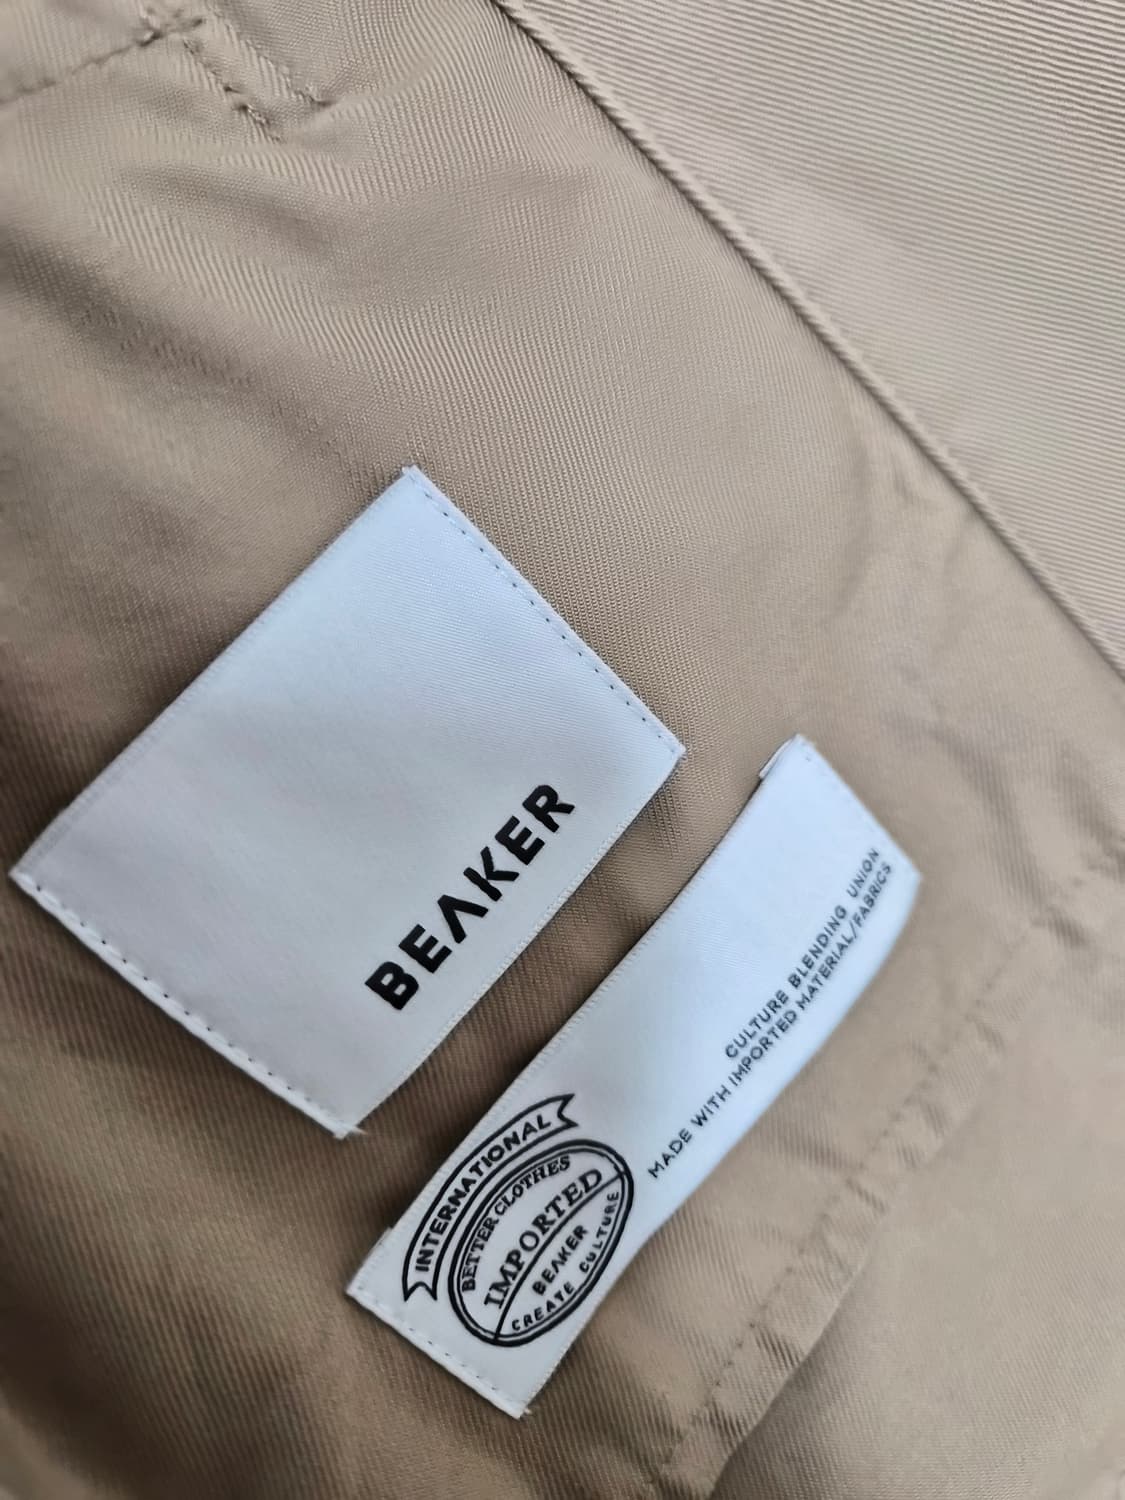 BEAKER
CULTURE BLENDING UNION
MADE WITH IMPORTED MATERIAL/FABRICS
INTERNATIONAL
BETTER CLOTHES
IMPORTED
BEAKER
CREATE CULTURE